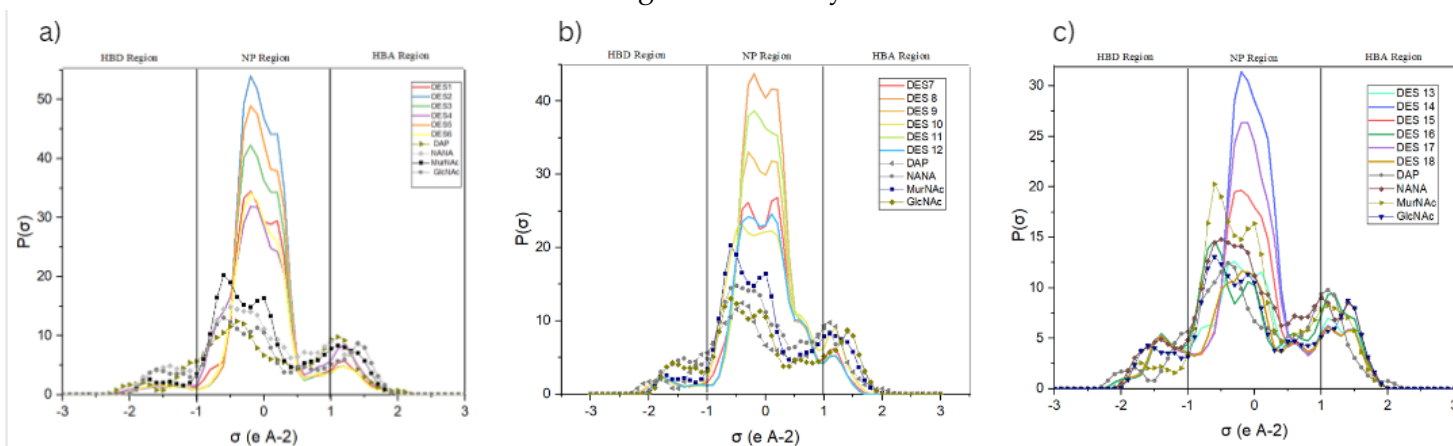 a)
HBD Region NP Region HBA Region
P(σ)
50
40
30
20
10
0
-3 -2 -1 0 1 2 3
σ (e A-2)
DES1
DES2
DES3
DES4
DES5
DES6
DAP
NANA
MurNAc
GlcNAc
b)
HBD Region NP Region HBA Region
P(σ)
40
30
20
10
0
-3 -2 -1 0 1 2 3
σ (e A-2)
DES7
DES 8
DES 9
DES 10
DES 11
DES 12
DAP
NANA
MurNAc
GlcNAc
c)
HBD Region NP Region HBA Region
P(σ)
30
25
20
15
10
5
0
-3 -2 -1 0 1 2 3
σ (e A-2)
DES 13
DES 14
DES 15
DES 16
DES 17
DES 18
DAP
NANA
MurNAc
GlcNAc